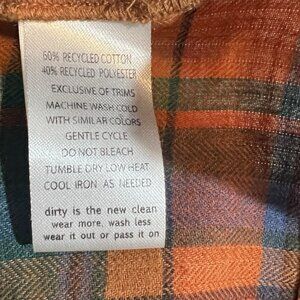 60% RECYCLED COTTON
40% RECYCLED POLYESTER
EXCLUSIVE OF TRIMS
MACHINE WASH COLD
WITH SIMILAR COLORS
GENTLE CYCLE
DO NOT BLEACH
TUMBLE DRY LOW HEAT
COOL IRON AS NEEDED
dirty is the new clean
wear more, wash less
wear it out or pass it on